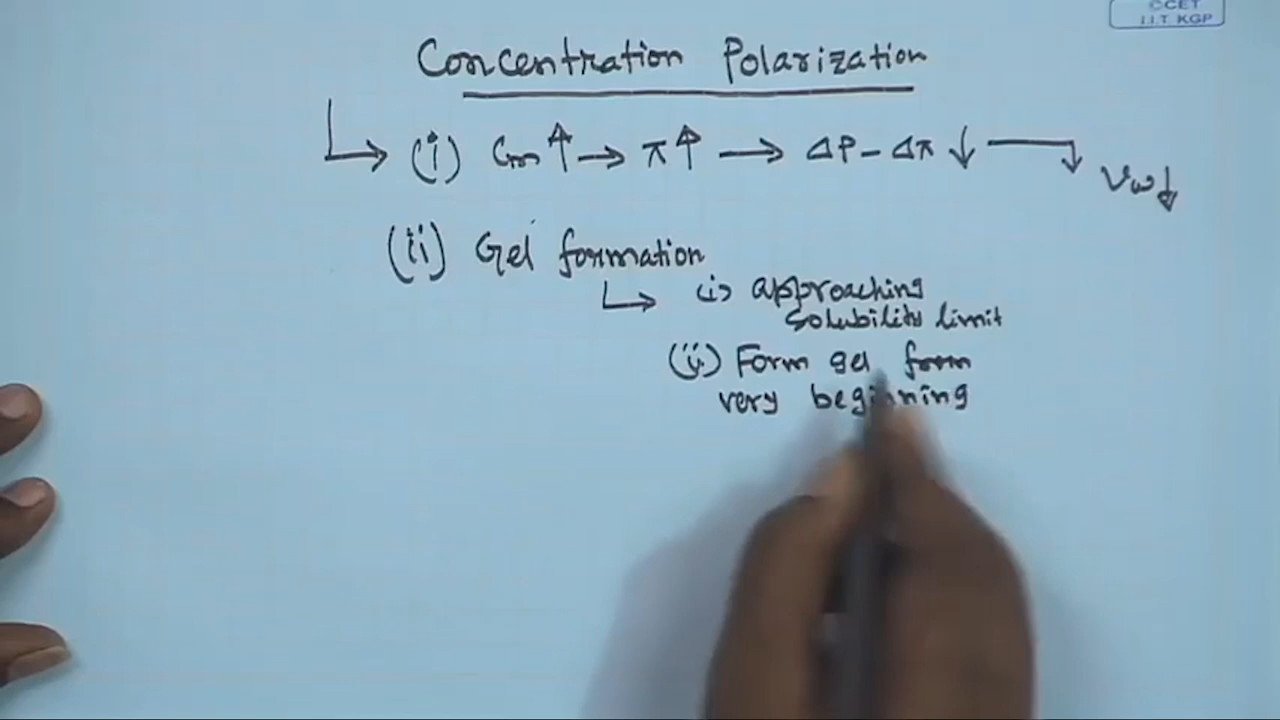 ©CET
I.I.T. KGP
Concentration Polarization
(i) Cm↑ → π↑ → ΔP - Δπ ↓ → Vw↓
(ii) Gel formation
↳ (i) approaching
solubility limit
(ii) Form gel form
very beginning